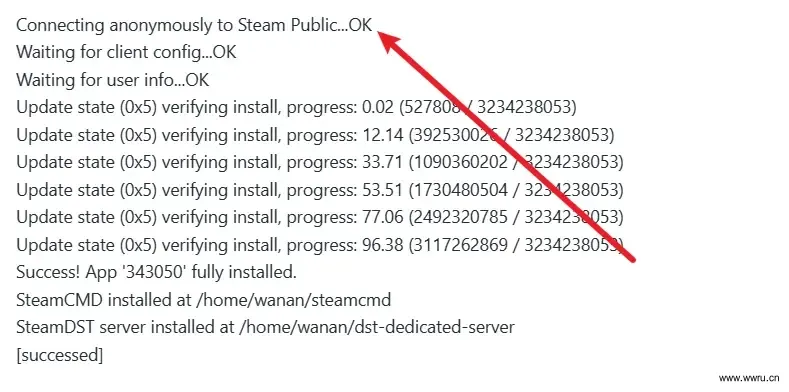 Connecting anonymously to Steam Public...OK
Waiting for client config...OK
Waiting for user info...OK
Update state (0x5) verifying install, progress: 0.02 (527808 / 3234238053)
Update state (0x5) verifying install, progress: 12.14 (392530026 / 3234238053)
Update state (0x5) verifying install, progress: 33.71 (1090360202 / 3234238053)
Update state (0x5) verifying install, progress: 53.51 (1730480504 / 3234238053)
Update state (0x5) verifying install, progress: 77.06 (2492320785 / 3234238053)
Update state (0x5) verifying install, progress: 96.38 (3117262869 / 3234238053)
Success! App '343050' fully installed.
SteamCMD installed at /home/wanan/steamcmd
SteamDST server installed at /home/wanan/dst-dedicated-server
[successed]
www.wwru.cn